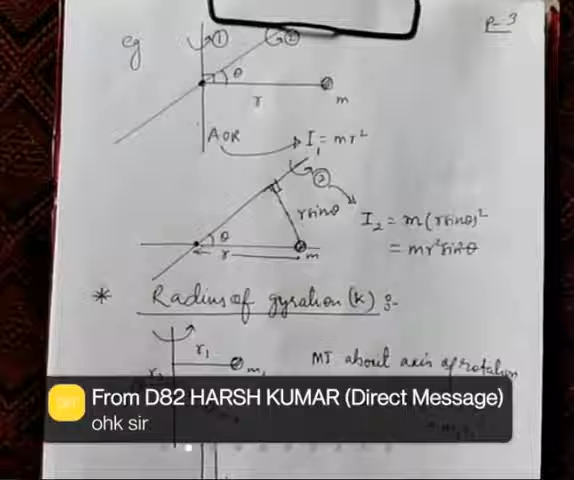 P-3
eg
① ②
θ
r
m
AOR
I₁ = mr²
②
r sinθ
I₂ = m(r sinθ)²
= mr² sin²θ
θ
r
m
* Radius of gyration (K) :-
r₁
m₁
MI about axis of rotation
r₂
From D82 HARSH KUMAR (Direct Message)
ohk sir